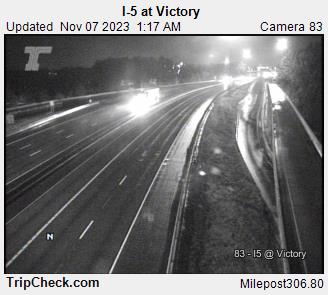 I-5 at Victory
Updated Nov 07 2023 1:17 AM Camera 83
T
N
83 - I5 @ Victory
TripCheck.com Milepost306.80